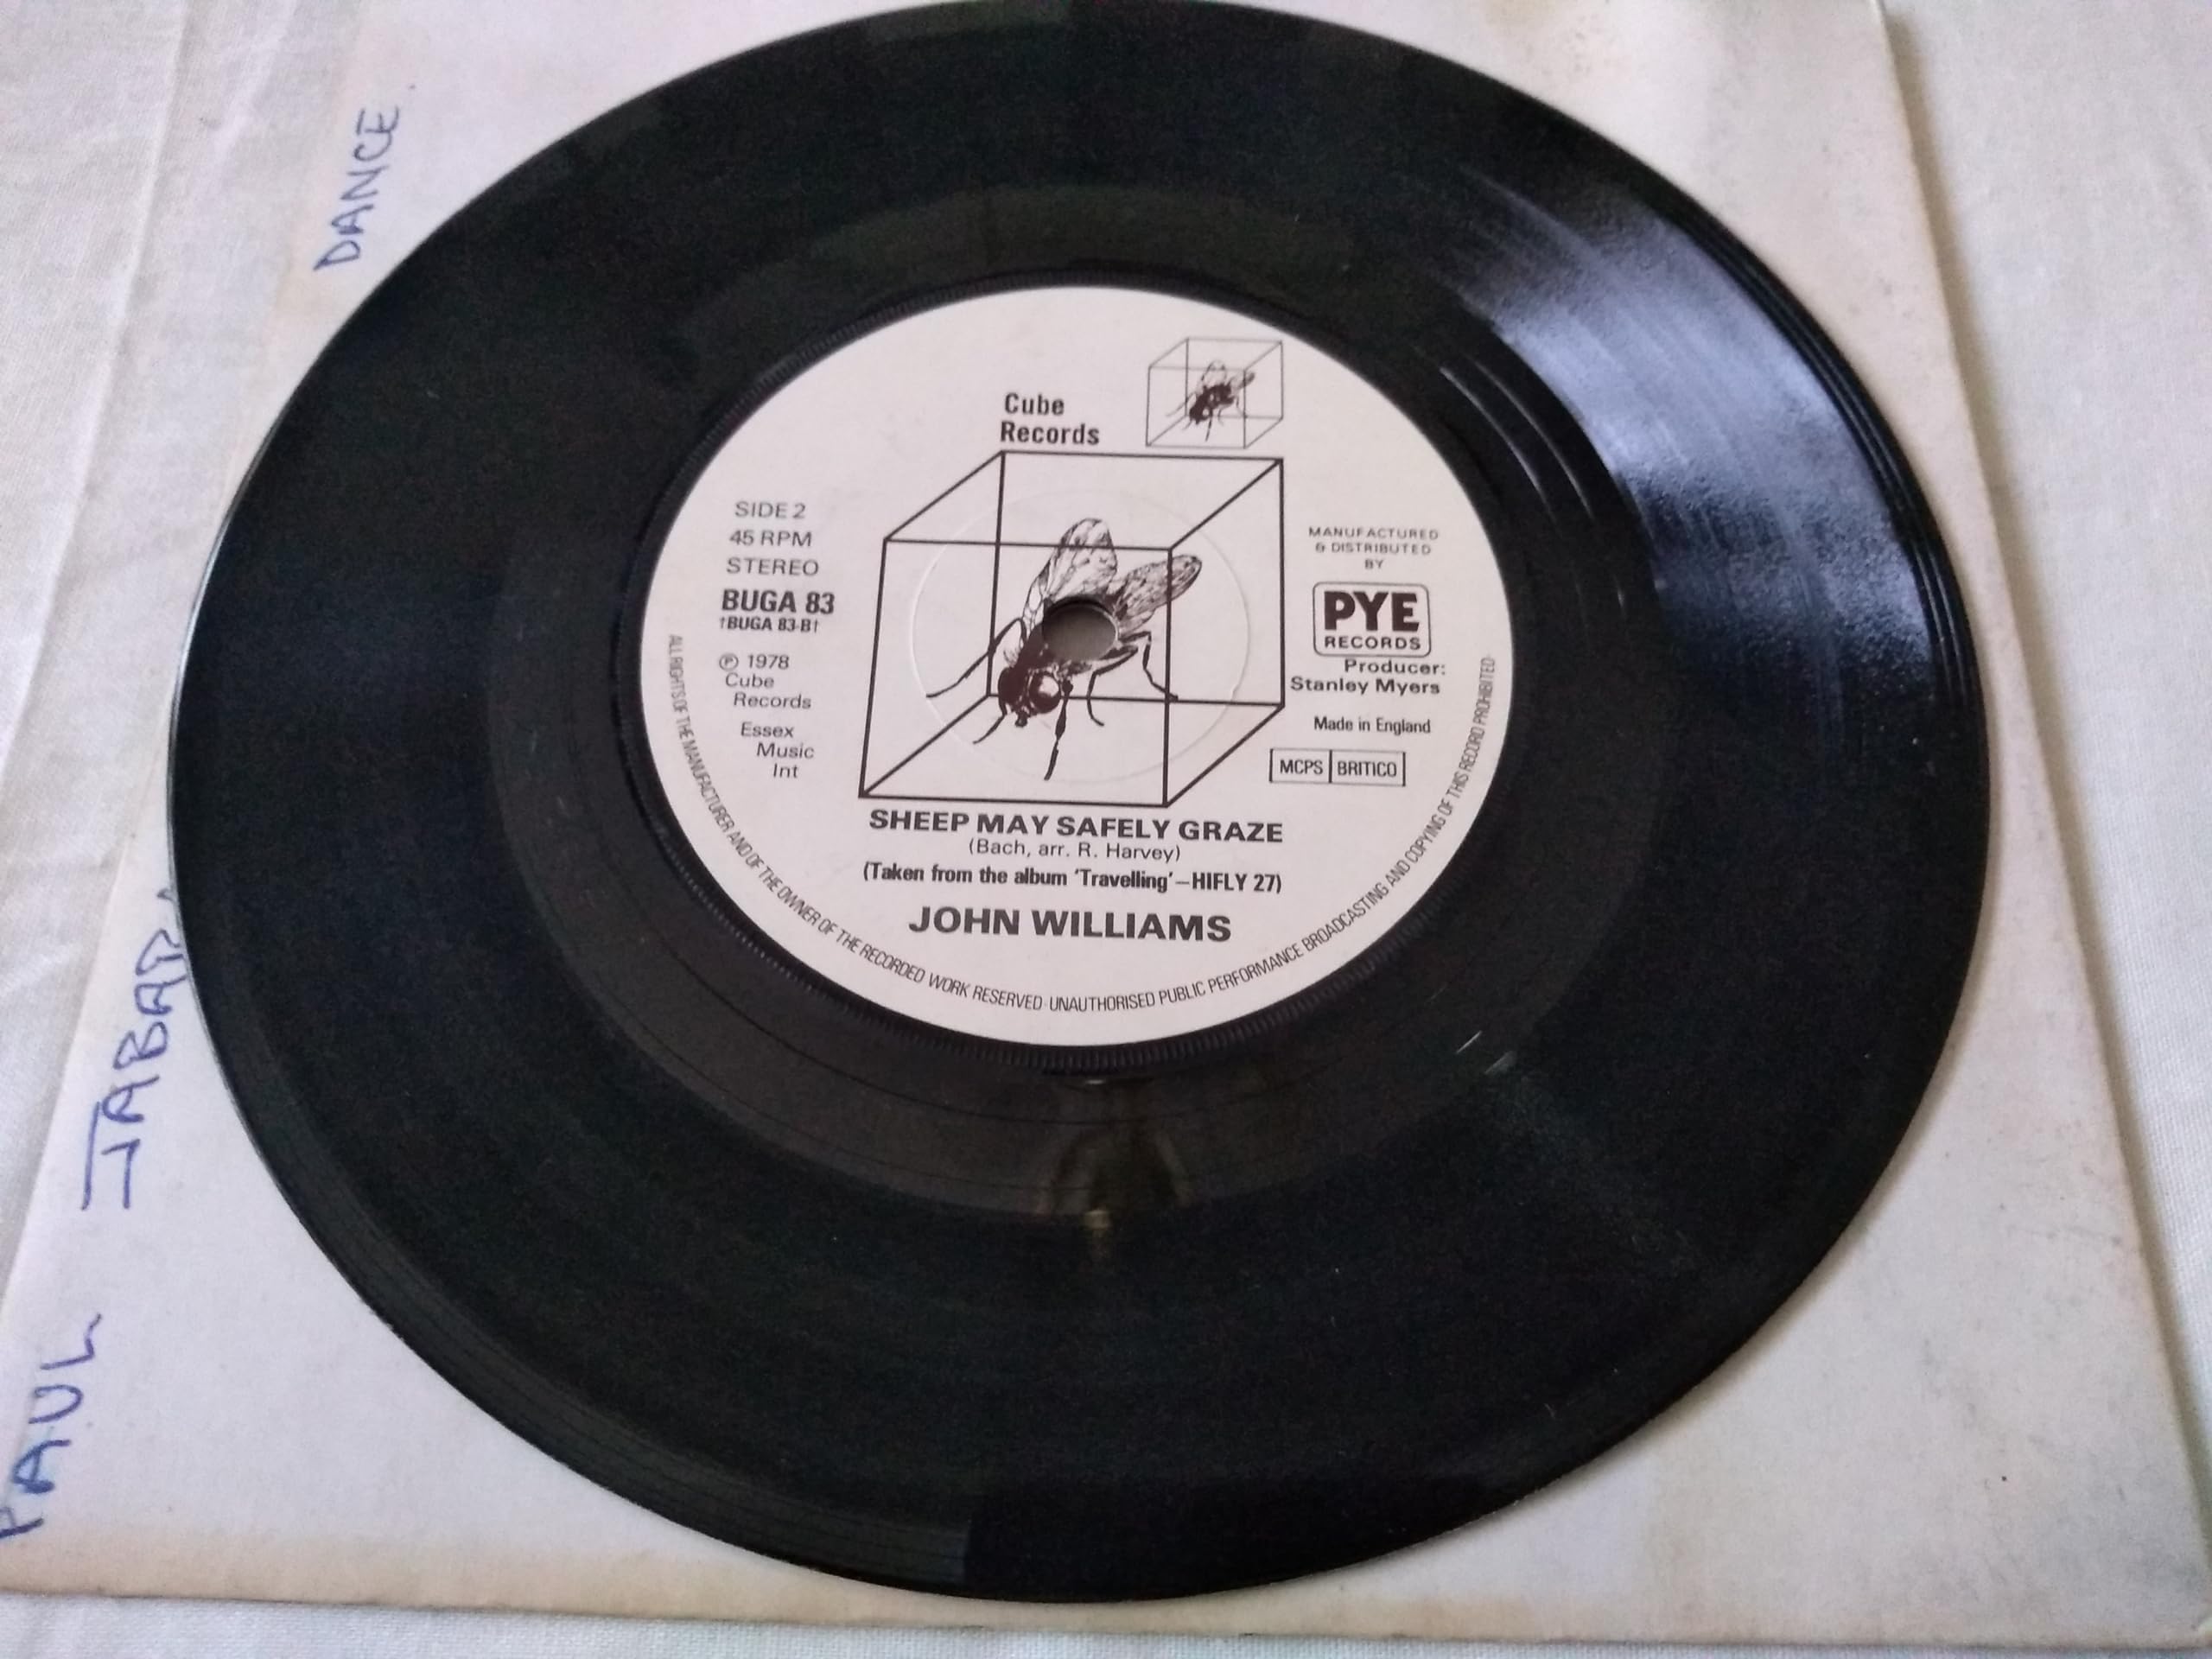 DANCE
PAUL
Cube
Records
SIDE 2
45 RPM
STEREO
BUGA 83
†BUGA 83-B†
℗ 1978
Cube
Records
Essex
Music
Int
MANUFACTURED
& DISTRIBUTED
BY
PYE
RECORDS
Producer:
Stanley Myers
Made in England
MCPS BRITICO
SHEEP MAY SAFELY GRAZE
(Bach, arr. R. Harvey)
(Taken from the album 'Travelling'–HIFLY 27)
JOHN WILLIAMS
ALL RIGHTS OF THE MANUFACTURER AND OF THE OWNER OF THE RECORDED WORK RESERVED·UNAUTHORISED PUBLIC PERFORMANCE BROADCASTING AND COPYING OF THIS RECORD PROHIBITED·